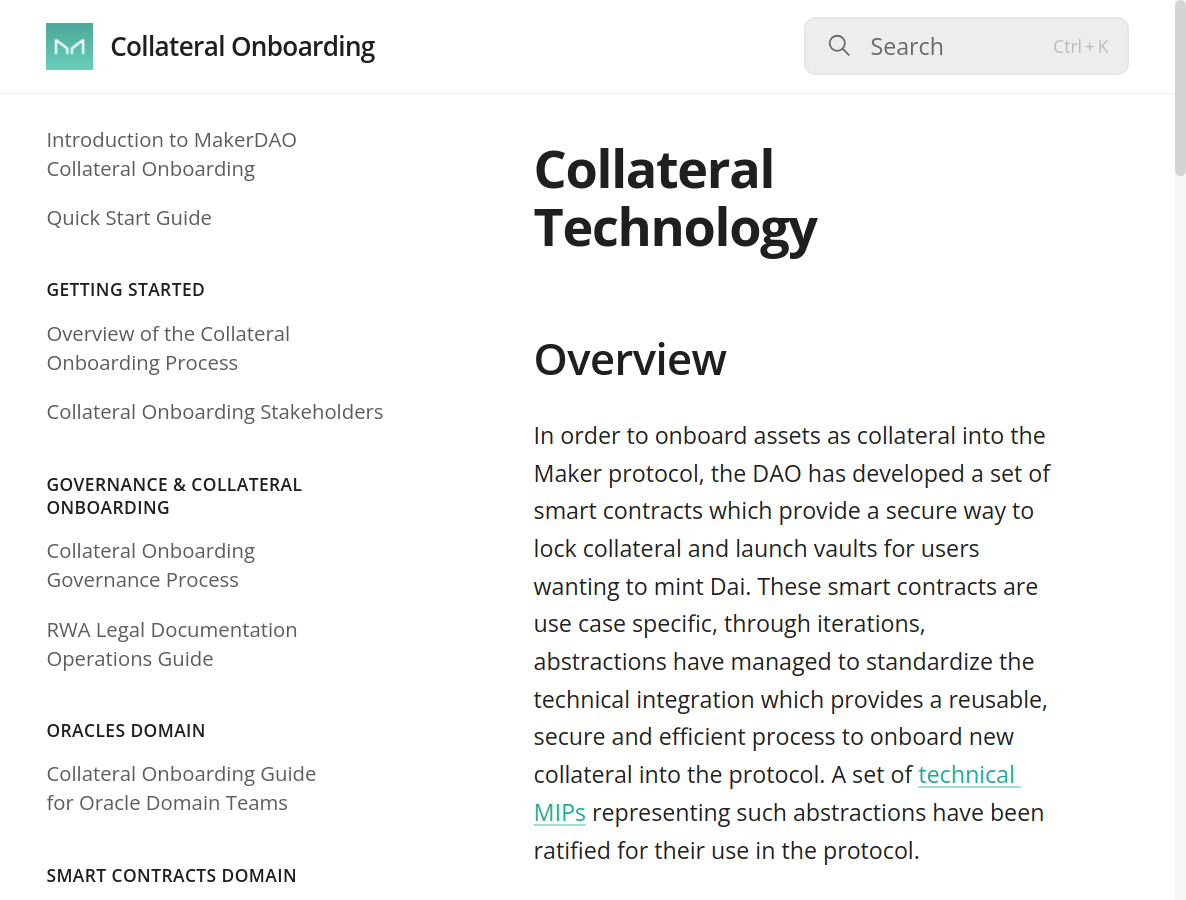 Collateral Onboarding
Search
Ctrl + K
Introduction to MakerDAO
Collateral Onboarding
Quick Start Guide
GETTING STARTED
Overview of the Collateral
Onboarding Process
Collateral Onboarding Stakeholders
GOVERNANCE & COLLATERAL
ONBOARDING
Collateral Onboarding
Governance Process
RWA Legal Documentation
Operations Guide
ORACLES DOMAIN
Collateral Onboarding Guide
for Oracle Domain Teams
SMART CONTRACTS DOMAIN
Collateral
Technology
Overview
In order to onboard assets as collateral into the
Maker protocol, the DAO has developed a set of
smart contracts which provide a secure way to
lock collateral and launch vaults for users
wanting to mint Dai. These smart contracts are
use case specific, through iterations,
abstractions have managed to standardize the
technical integration which provides a reusable,
secure and efficient process to onboard new
collateral into the protocol. A set of technical
MIPs representing such abstractions have been
ratified for their use in the protocol.